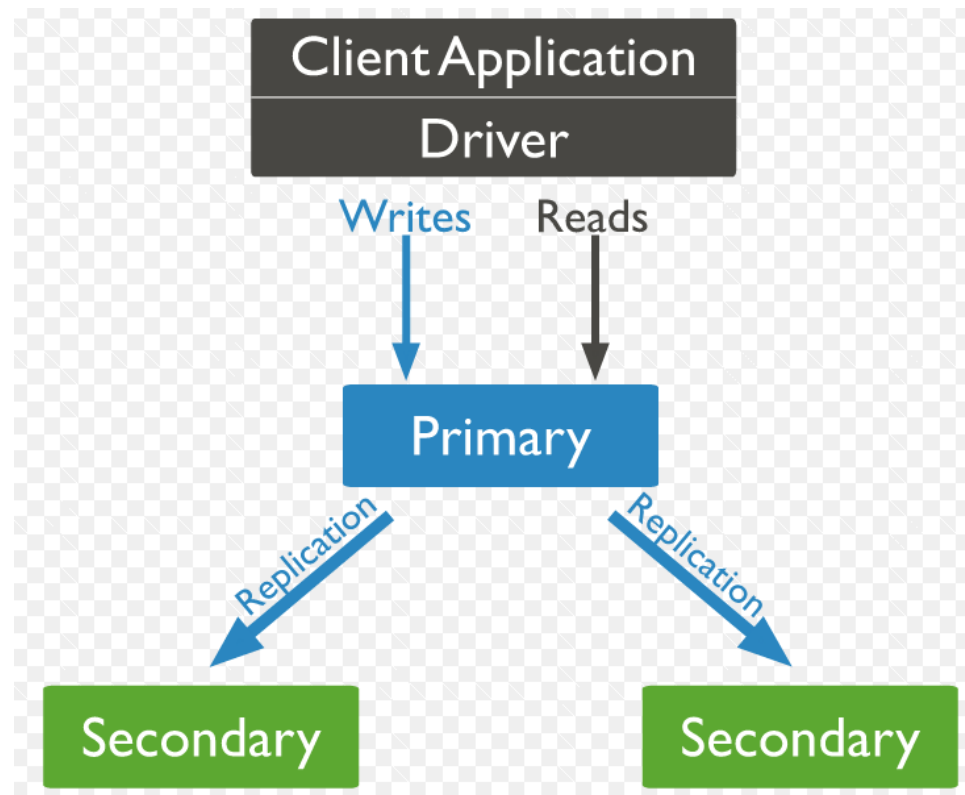 Client Application
Driver
Writes
Reads
Primary
Replication
Replication
Secondary
Secondary